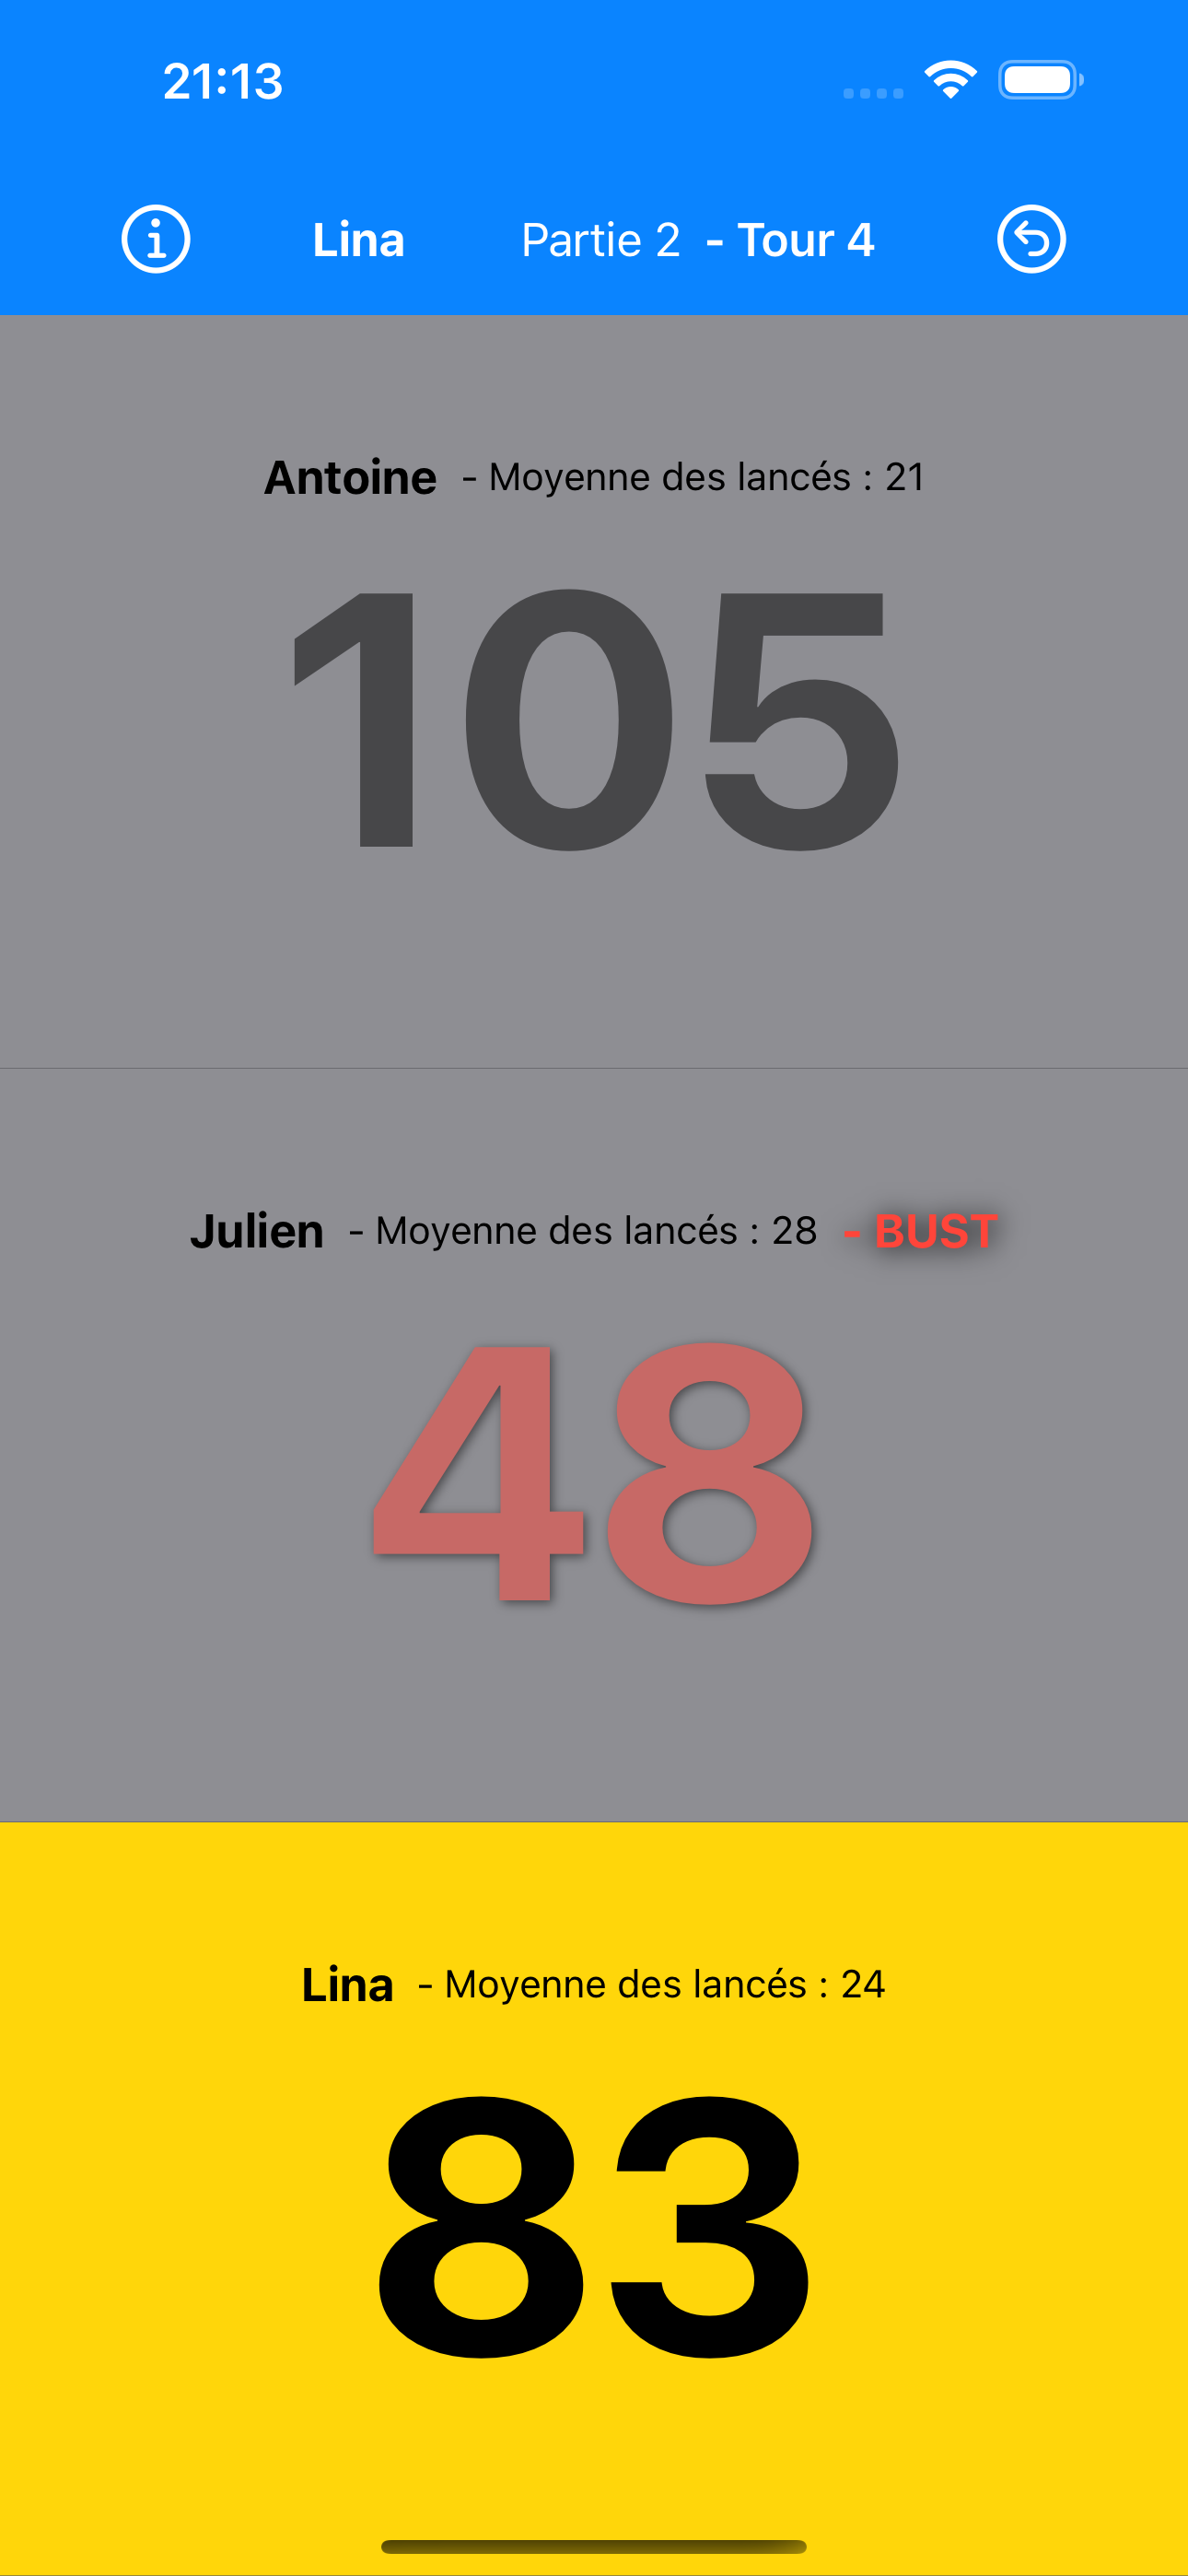 21:13
Lina Partie 2 - Tour 4
Antoine - Moyenne des lancés : 21
105
Julien - Moyenne des lancés : 28 - BUST
48
Lina - Moyenne des lancés : 24
83